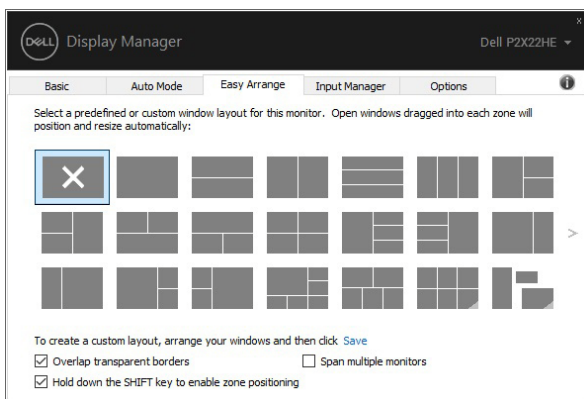 DELL Display Manager Dell P2X22HE
Basic Auto Mode Easy Arrange Input Manager Options
Select a predefined or custom window layout for this monitor. Open windows dragged into each zone will
position and resize automatically:
To create a custom layout, arrange your windows and then click Save
Overlap transparent borders Span multiple monitors
Hold down the SHIFT key to enable zone positioning